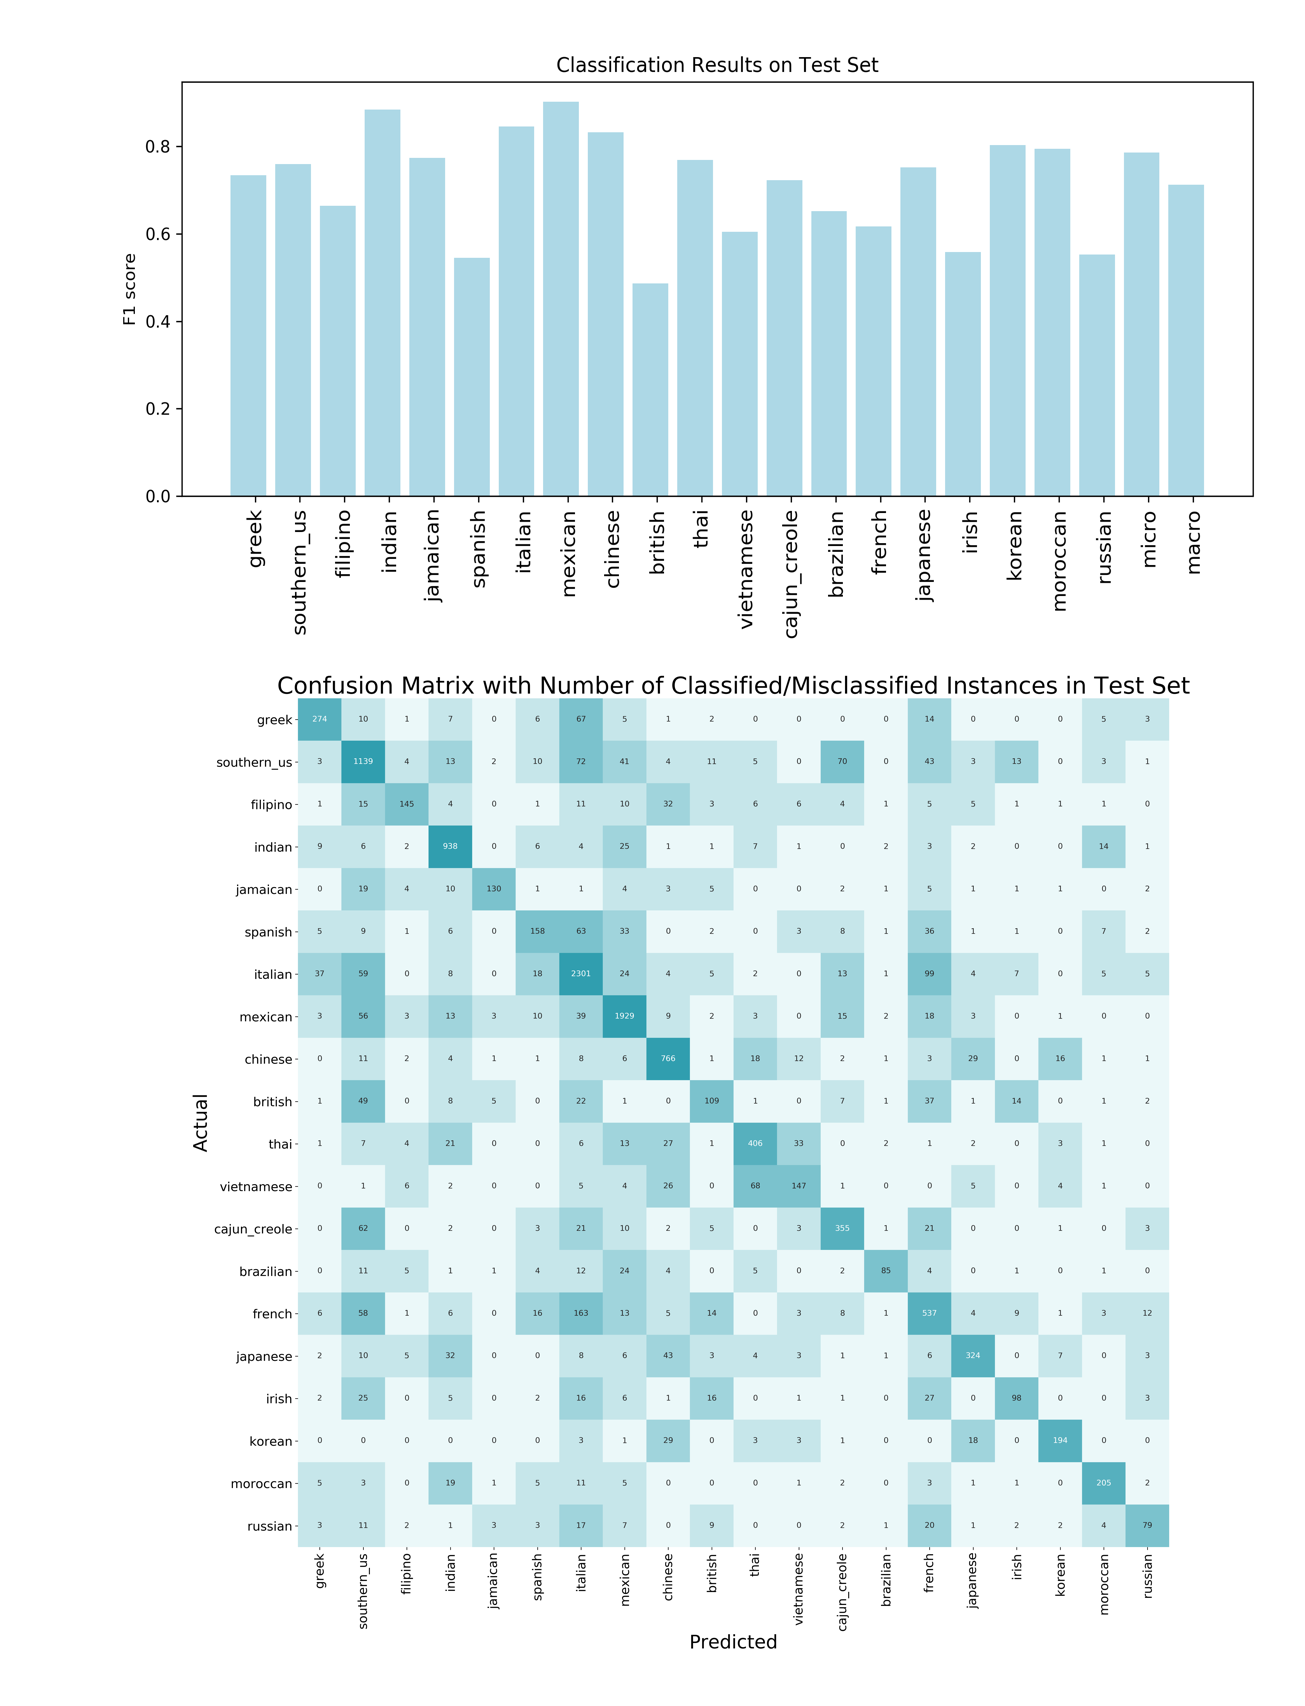 Classification Results on Test Set
0.8
0.6
0.4
0.2
0.0
F1 score
greek southern_us filipino indian jamaican spanish italian mexican chinese british thai vietnamese cajun_creole brazilian french japanese irish korean moroccan russian micro macro
Confusion Matrix with Number of Classified/Misclassified Instances in Test Set
greek 274 10 1 7 0 6 67 5 1 2 0 0 0 0 14 0 0 0 5 3
southern_us 3 1139 4 13 2 10 72 41 4 11 5 0 70 0 43 3 13 0 3 1
filipino 1 15 145 4 0 1 11 10 32 3 6 6 4 1 5 5 1 1 1 0
indian 9 6 2 938 0 6 4 25 1 1 7 1 0 2 3 2 0 0 14 1
jamaican 0 19 4 10 130 1 1 4 3 5 0 0 2 1 5 1 1 1 0 2
spanish 5 9 1 6 0 158 63 33 0 2 0 3 8 1 36 1 1 0 7 2
italian 37 59 0 8 0 18 2301 24 4 5 2 0 13 1 99 4 7 0 5 5
mexican 3 56 3 13 3 10 39 1929 9 2 3 0 15 2 18 3 0 1 0 0
chinese 0 11 2 4 1 1 8 6 766 1 18 12 2 1 3 29 0 16 1 1
british 1 49 0 8 5 0 22 1 0 109 1 0 7 1 37 1 14 0 1 2
thai 1 7 4 21 0 0 6 13 27 1 406 33 0 2 1 2 0 3 1 0
vietnamese 0 1 6 2 0 0 5 4 26 0 68 147 1 0 0 5 0 4 1 0
cajun_creole 0 62 0 2 0 3 21 10 2 5 0 3 355 1 21 0 0 1 0 3
brazilian 0 11 5 1 1 4 12 24 4 0 5 0 2 85 4 0 1 0 1 0
french 6 58 1 6 0 16 163 13 5 14 0 3 8 1 537 4 9 1 3 12
japanese 2 10 5 32 0 0 8 6 43 3 4 3 1 1 6 324 0 7 0 3
irish 2 25 0 5 0 2 16 6 1 16 0 1 1 0 27 0 98 0 0 3
korean 0 0 0 0 0 0 3 1 29 0 3 3 1 0 0 18 0 194 0 0
moroccan 5 3 0 19 1 5 11 5 0 0 0 1 2 0 3 1 1 0 205 2
russian 3 11 2 1 3 3 17 7 0 9 0 0 2 1 20 1 2 2 4 79
Actual
greek southern_us filipino indian jamaican spanish italian mexican chinese british thai vietnamese cajun_creole brazilian french japanese irish korean moroccan russian
Predicted